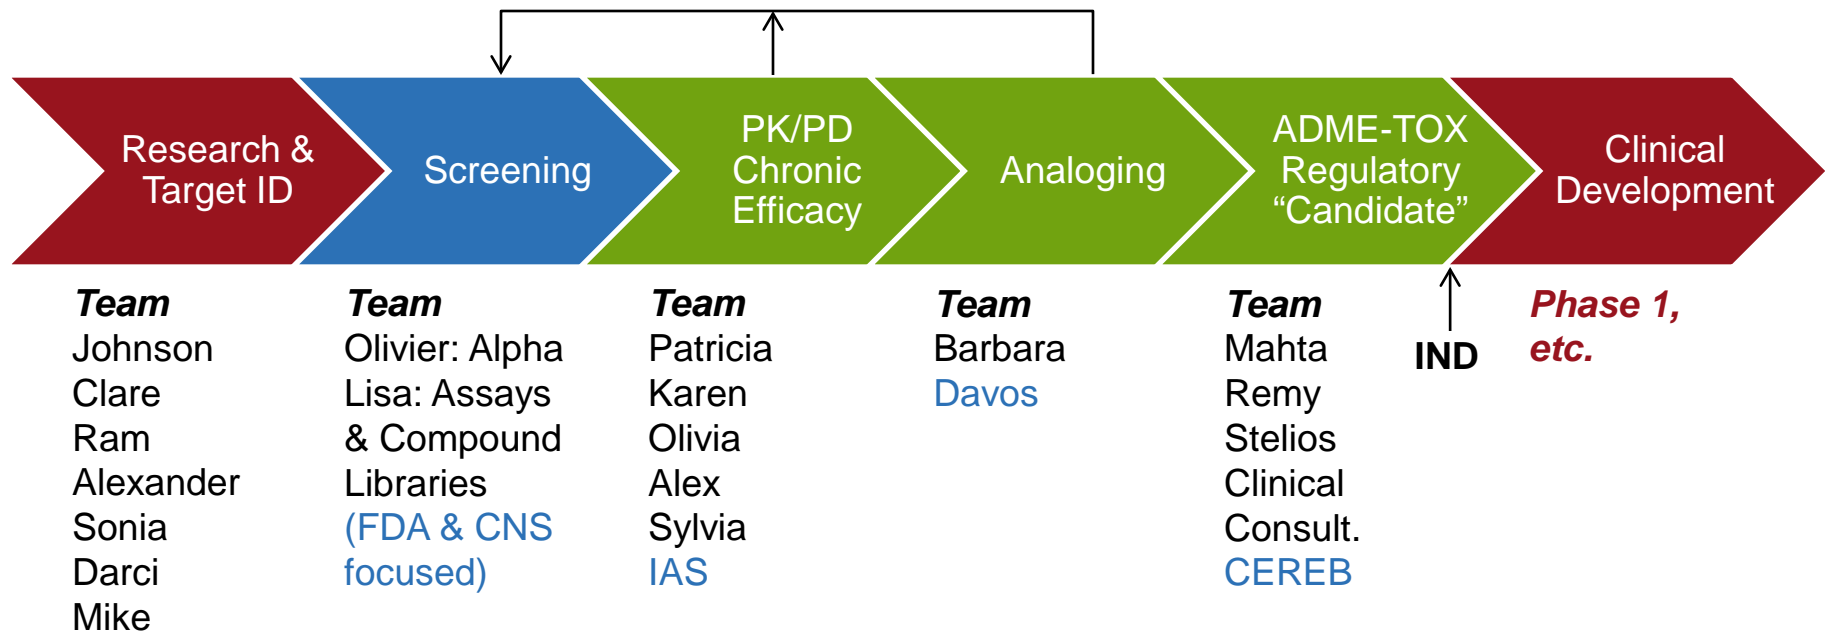 Research &
Target ID
Screening
PK/PD
Chronic
Efficacy
Analoging
ADME-TOX
Regulatory
“Candidate”
Clinical
Development
Team
Johnson
Clare
Ram
Alexander
Sonia
Darci
Mike
Team
Olivier: Alpha
Lisa: Assays
& Compound
Libraries
(FDA & CNS
focused)
Team
Patricia
Karen
Olivia
Alex
Sylvia
IAS
Team
Barbara
Davos
Team
Mahta
Remy
Stelios
Clinical
Consult.
CEREB
IND
Phase 1,
etc.